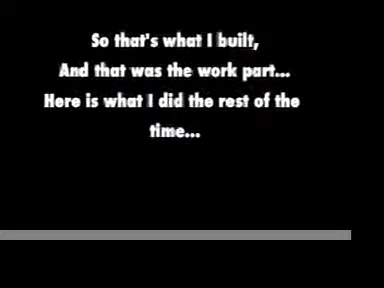 So that's what I built,
And that was the work part...
Here is what I did the rest of the
time...